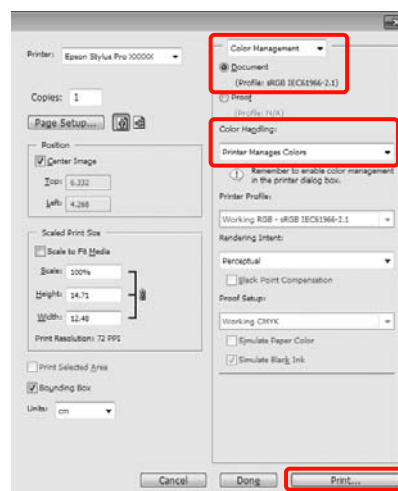 Printer: Epson Stylus Pro XXXXX
Copies: 1
Page Setup...
Position
Center Image
Top: 6.332
Left: 4.268
Scaled Print Size
Scale to Fit Media
Scale: 100%
Height: 14.71
Width: 12.48
Print Resolution: 72 PPI
Print Selected Area
Bounding Box
Units: cm
Color Management
Document
(Profile: sRGB IEC61966-2.1)
Proof
(Profile: N/A)
Color Handling:
Printer Manages Colors
Remember to enable color management
in the printer dialog box.
Printer Profile:
Working RGB - sRGB IEC61966-2.1
Rendering Intent:
Perceptual
Black Point Compensation
Proof Setup:
Working CMYK
Simulate Paper Color
Simulate Black Ink
Cancel
Done
Print...